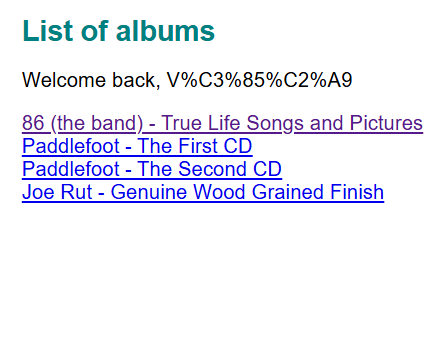 List of albums
Welcome back, V%C3%85%C2%A9
86 (the band) - True Life Songs and Pictures
Paddlefoot - The First CD
Paddlefoot - The Second CD
Joe Rut - Genuine Wood Grained Finish